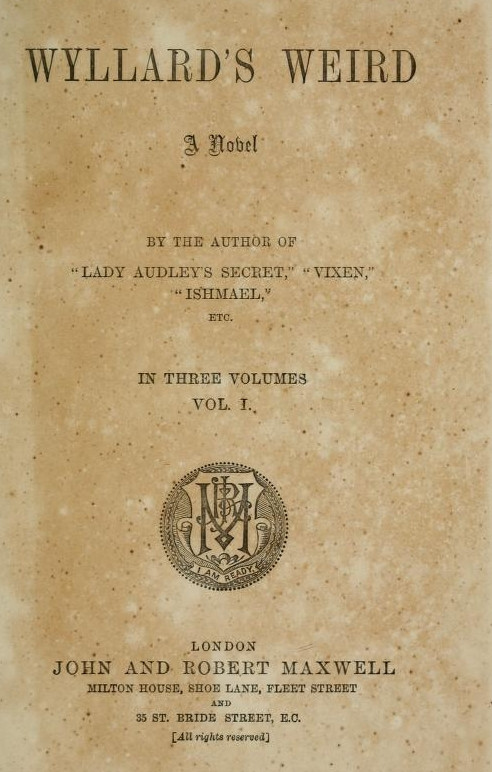 WYLLARD'S WEIRD
A Novel
BY THE AUTHOR OF
"LADY AUDLEY'S SECRET," "VIXEN,"
"ISHMAEL,"
ETC.
IN THREE VOLUMES
VOL. I.
I AM READY
LONDON
JOHN AND ROBERT MAXWELL
MILTON HOUSE, SHOE LANE, FLEET STREET
AND
35 ST. BRIDE STREET, E.C.
[All rights reserved]